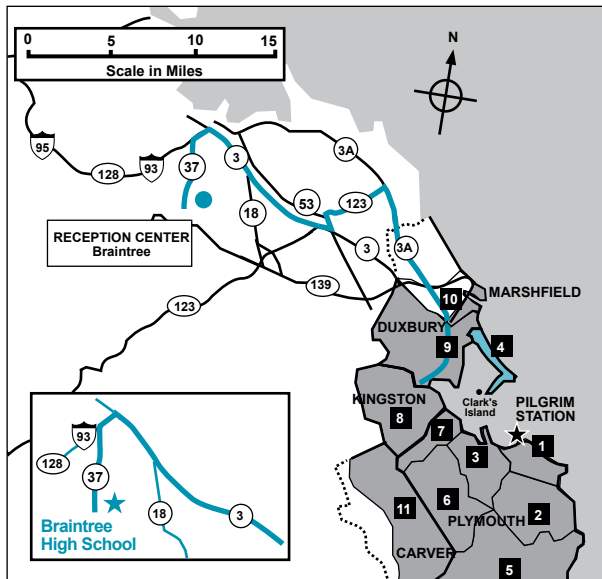 0 5 10 15
Scale in Miles
N
3A
95
128
93
37
3
53
123
18
RECEPTION CENTER
Braintree
3
3A
139
123
10
MARSHFIELD
DUXBURY
9
4
KINGSTON
Clark's
Island
PILGRIM
STATION
8
7
1
3
11
6
PLYMOUTH
2
CARVER
5
93
128
37
18
3
Braintree
High School